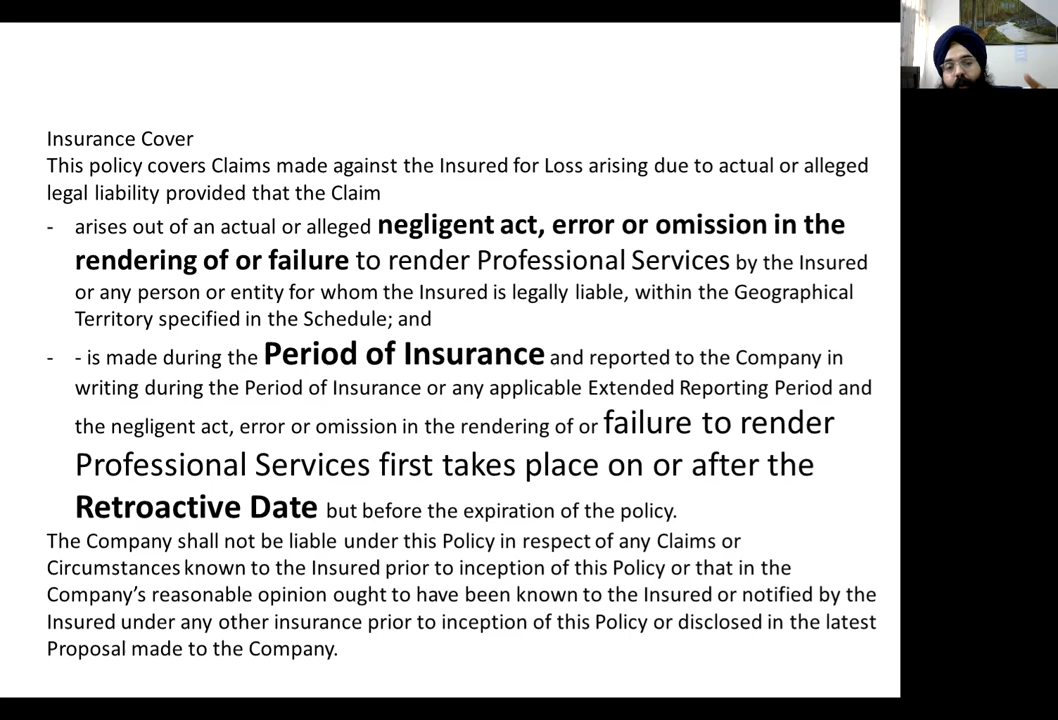 Insurance Cover
This policy covers Claims made against the Insured for Loss arising due to actual or alleged
legal liability provided that the Claim
- arises out of an actual or alleged negligent act, error or omission in the
rendering of or failure to render Professional Services by the Insured
or any person or entity for whom the Insured is legally liable, within the Geographical
Territory specified in the Schedule; and
- - is made during the Period of Insurance and reported to the Company in
writing during the Period of Insurance or any applicable Extended Reporting Period and
the negligent act, error or omission in the rendering of or failure to render
Professional Services first takes place on or after the
Retroactive Date but before the expiration of the policy.
The Company shall not be liable under this Policy in respect of any Claims or
Circumstances known to the Insured prior to inception of this Policy or that in the
Company’s reasonable opinion ought to have been known to the Insured or notified by the
Insured under any other insurance prior to inception of this Policy or disclosed in the latest
Proposal made to the Company.